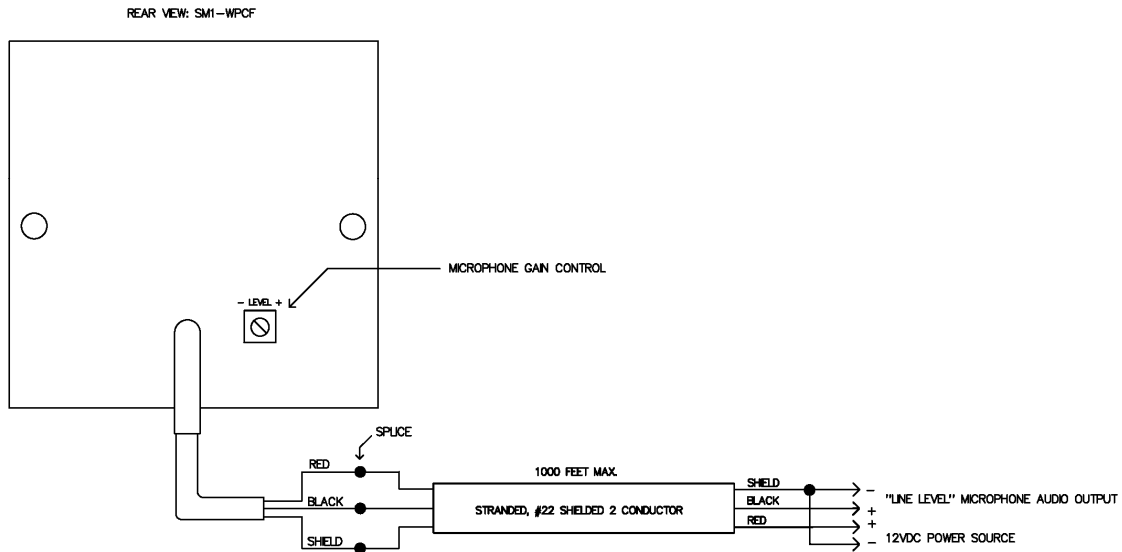 REAR VIEW: SM1-WPCF
MICROPHONE GAIN CONTROL
- LEVEL +
SPLICE
RED
BLACK
SHIELD
1000 FEET MAX.
STRANDED, #22 SHIELDED 2 CONDUCTOR
SHIELD
BLACK
RED
-
+
"LINE LEVEL" MICROPHONE AUDIO OUTPUT
+
-
12VDC POWER SOURCE